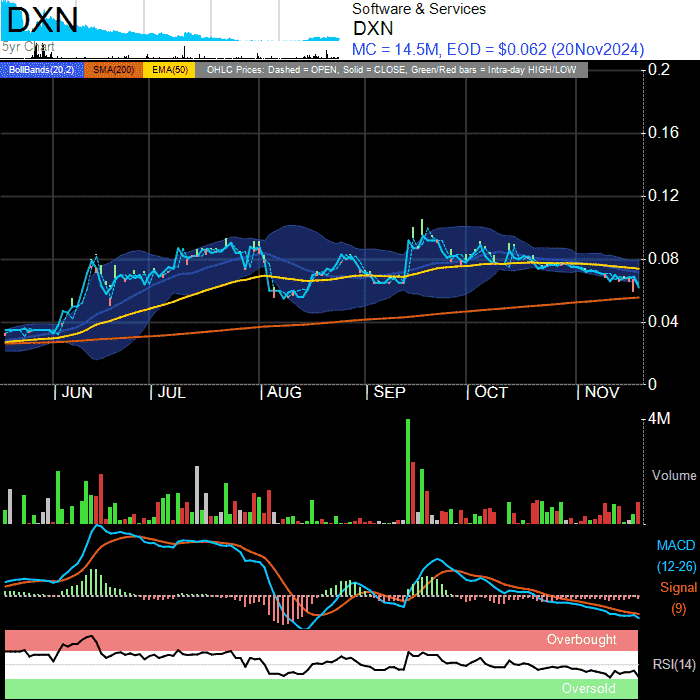 DXN
5yr Chart
Software & Services
DXN
MC = 14.5M, EOD = $0.062 (20Nov2024)
BollBands(20,2) SMA(200) EMA(50) OHLC Prices: Dashed = OPEN, Solid = CLOSE, Green/Red bars = Intra-day HIGH/LOW
0.2
0.16
0.12
0.08
0.04
0
| JUN | JUL | AUG | SEP | OCT | NOV
4M
Volume
MACD
(12-26)
Signal
(9)
Overbought
RSI(14)
Oversold